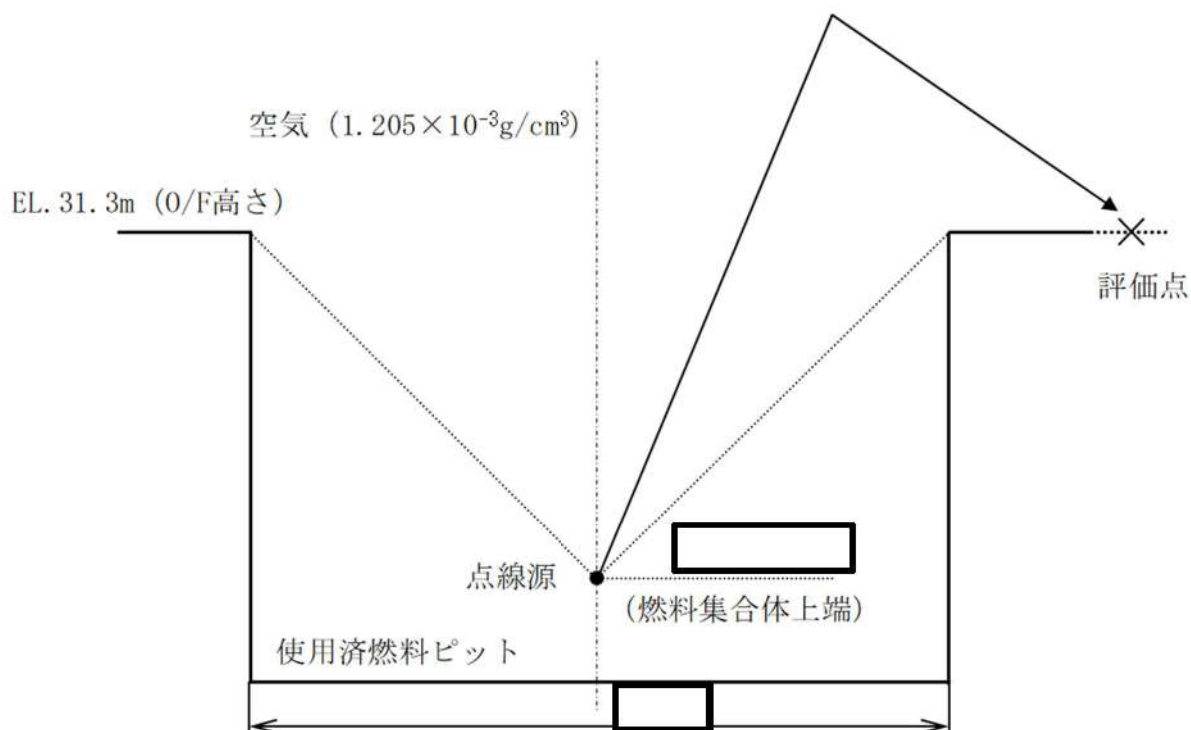 空気 (1.205×10⁻³g/cm³)
EL.31.3m (O/F高さ)
評価点
点線源
(燃料集合体上端)
使用済燃料ピット